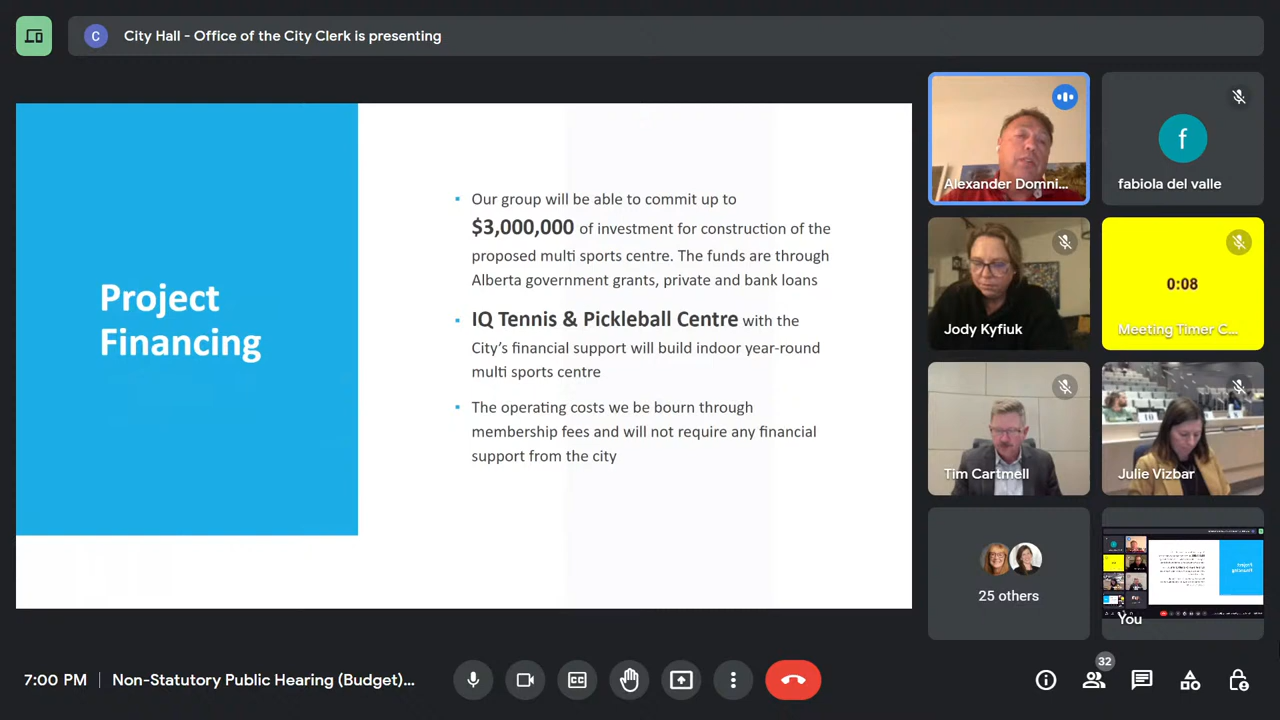 City Hall - Office of the City Clerk is presenting
Project
Financing
Our group will be able to commit up to
$3,000,000 of investment for construction of the
proposed multi sports centre. The funds are through
Alberta government grants, private and bank loans
IQ Tennis & Pickleball Centre with the
City's financial support will build indoor year-round
multi sports centre
The operating costs we be bourn through
membership fees and will not require any financial
support from the city
Alexander Domni...
f
fabiola del valle
Jody Kyfiuk
0:08
Meeting Timer C...
Tim Cartmell
Julie Vizbar
25 others
You
7:00 PM | Non-Statutory Public Hearing (Budget)...
32
C